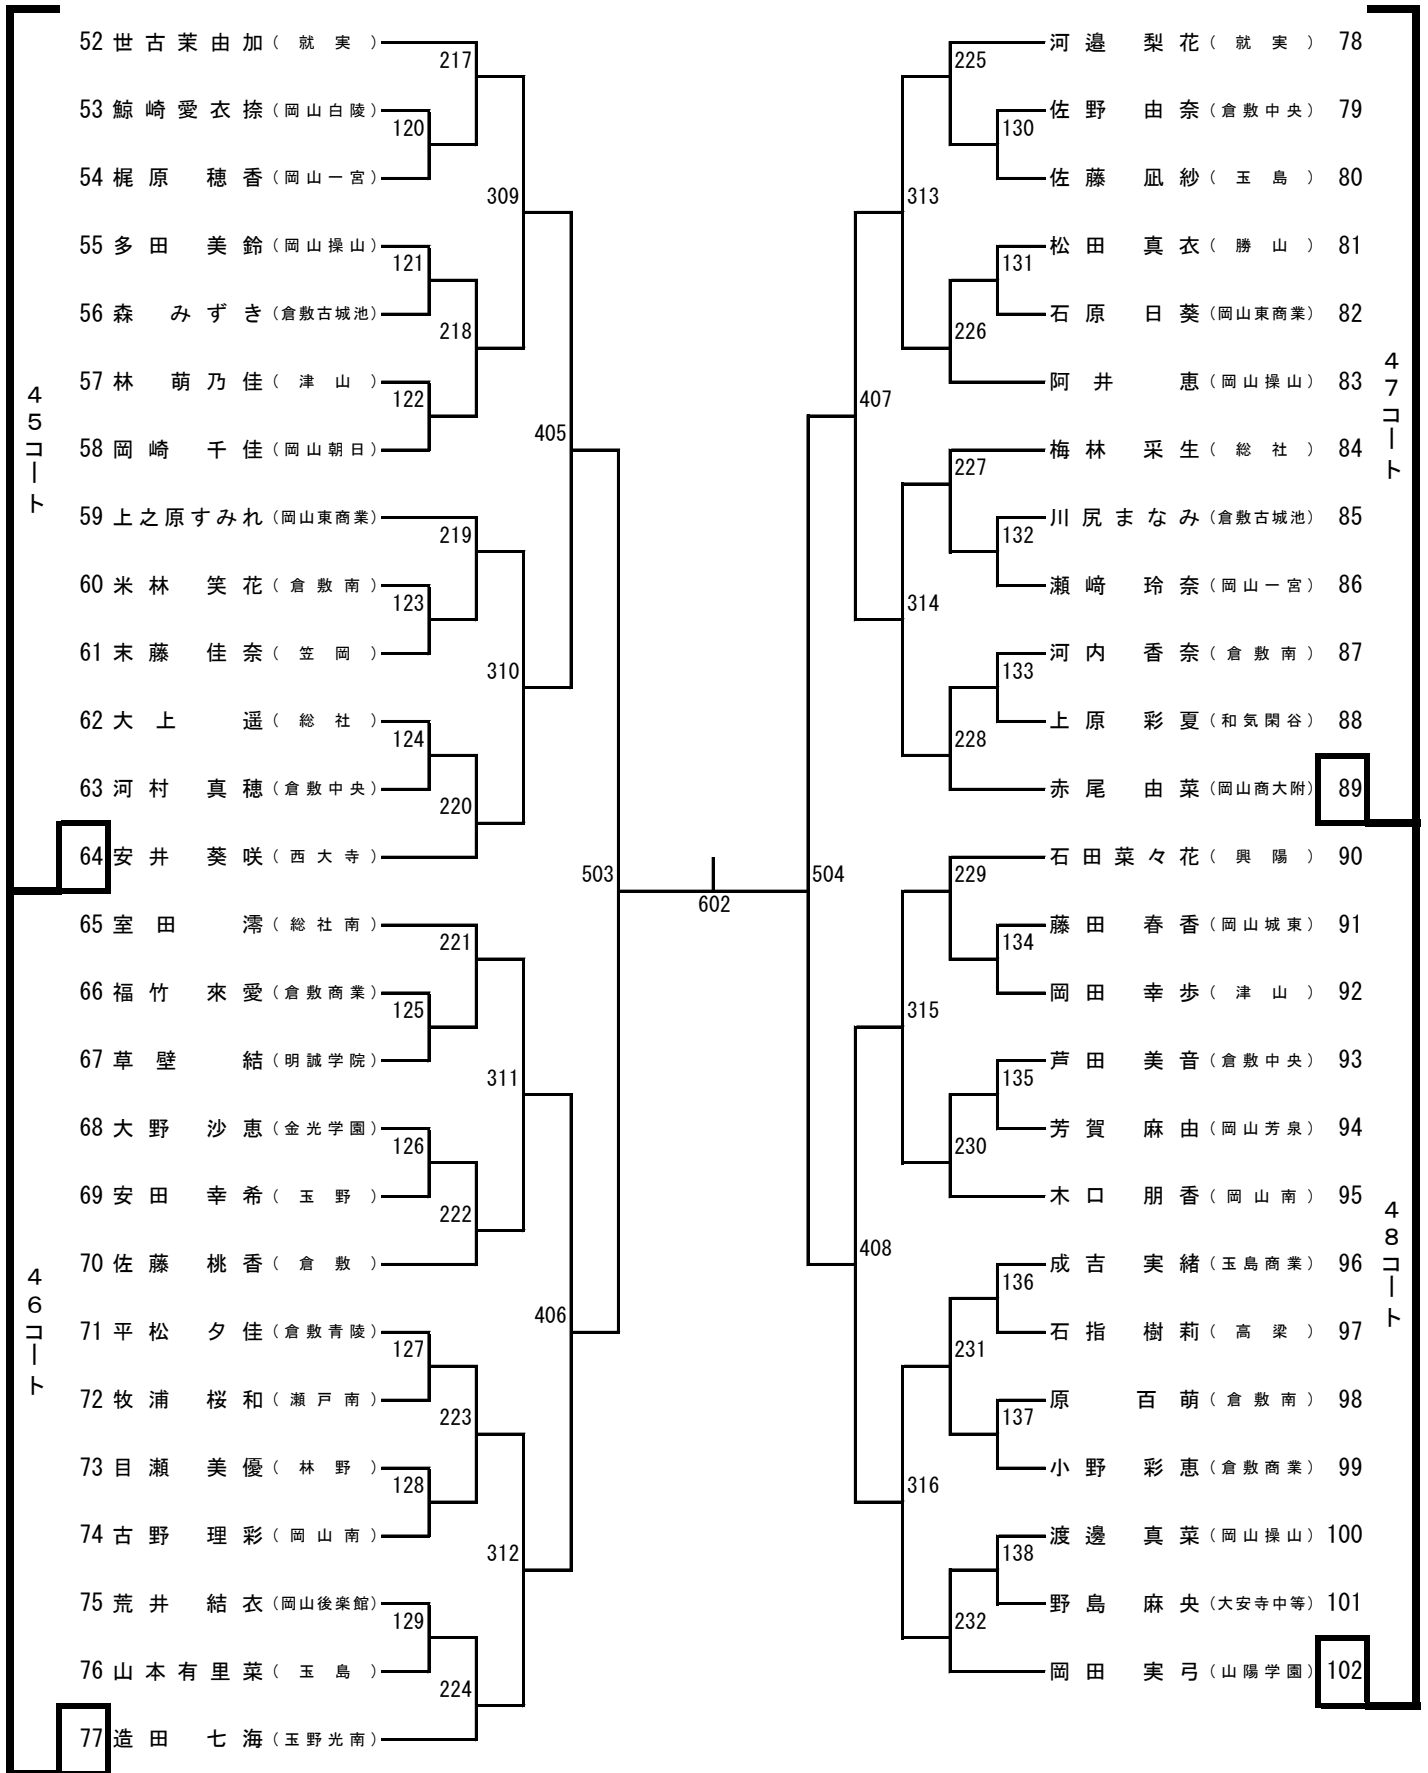 52 世古茉由加 (就実)
217
53 鯨崎愛衣捺 (岡山白陵)
120
54 梶原 穂香 (岡山一宮)
309
55 多田 美鈴 (岡山操山)
121
56 森 みずき (倉敷古城池)
218
57 林 萌乃佳 (津山)
122
58 岡崎 千佳 (岡山朝日)
405
59 上之原すみれ (岡山東商業)
219
60 米林 笑花 (倉敷南)
123
61 末藤 佳奈 (笠岡)
310
62 大上 遥 (総社)
124
63 河村 真穂 (倉敷中央)
220
64 安井 葵咲 (西大寺)
45コート
503
65 室田 澪 (総社南)
221
66 福竹 來愛 (倉敷商業)
125
67 草壁 結 (明誠学院)
311
68 大野 沙恵 (金光学園)
126
69 安田 幸希 (玉野)
222
70 佐藤 桃香 (倉敷)
406
71 平松 夕佳 (倉敷青陵)
127
72 牧浦 桜和 (瀬戸南)
223
73 目瀬 美優 (林野)
128
74 古野 理彩 (岡山南)
312
75 荒井 結衣 (岡山後楽館)
129
76 山本有里菜 (玉島)
224
77 造田 七海 (玉野光南)
46コート
602
河邉 梨花 (就実) 78
225
佐野 由奈 (倉敷中央) 79
130
佐藤 凪紗 (玉島) 80
313
松田 真衣 (勝山) 81
131
石原 日葵 (岡山東商業) 82
226
阿井 恵 (岡山操山) 83
407
梅林 采生 (総社) 84
227
川尻まなみ (倉敷古城池) 85
132
瀬﨑 玲奈 (岡山一宮) 86
314
河内 香奈 (倉敷南) 87
133
上原 彩夏 (和気閑谷) 88
228
赤尾 由菜 (岡山商大附) 89
47コート
504
石田菜々花 (興陽) 90
229
藤田 春香 (岡山城東) 91
134
岡田 幸歩 (津山) 92
315
芦田 美音 (倉敷中央) 93
135
芳賀 麻由 (岡山芳泉) 94
230
木口 朋香 (岡山南) 95
408
成吉 実緒 (玉島商業) 96
136
石指 樹莉 (高梁) 97
231
原 百萌 (倉敷南) 98
137
小野 彩恵 (倉敷商業) 99
316
渡邊 真菜 (岡山操山) 100
138
野島 麻央 (大安寺中等) 101
232
岡田 実弓 (山陽学園) 102
48コート